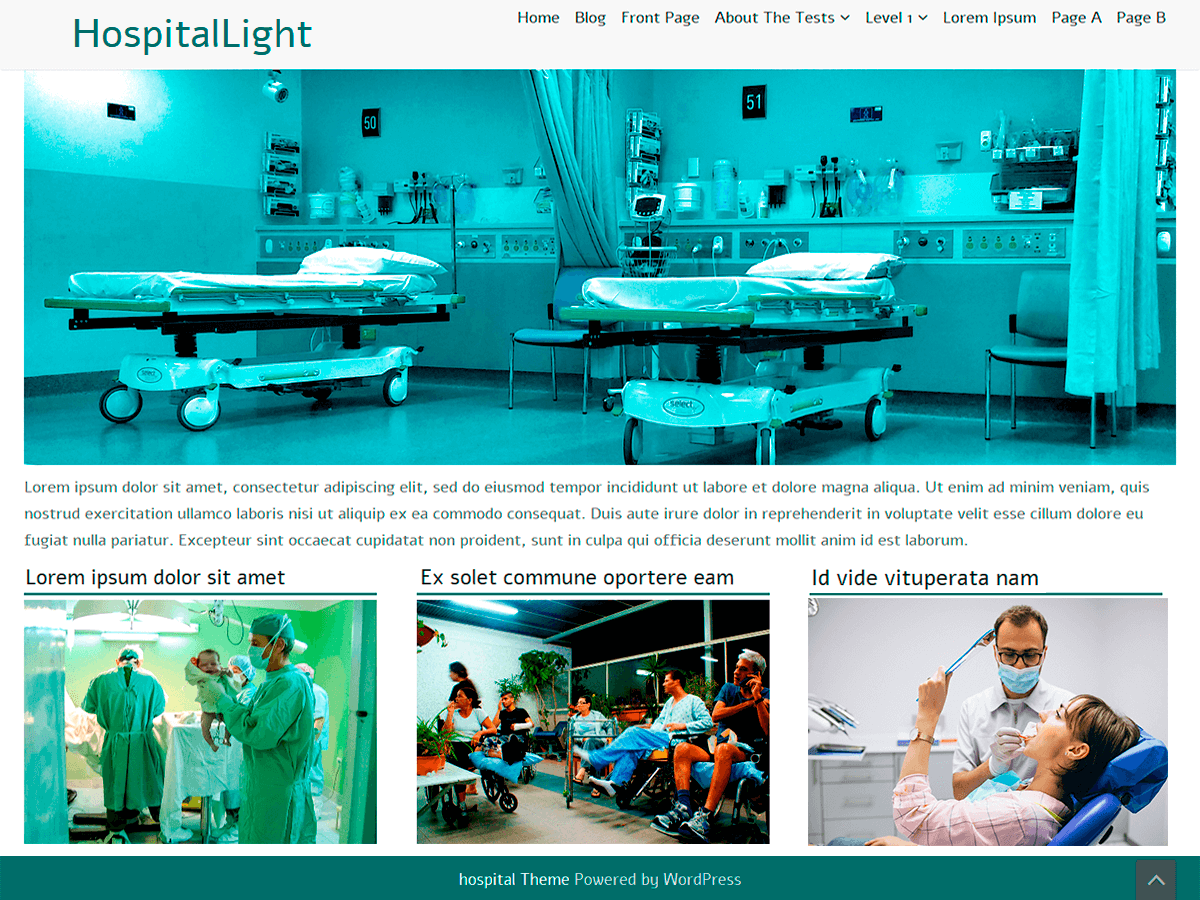 HospitalLight
Home Blog Front Page About The Tests Level 1 Lorem Ipsum Page A Page B
50
51
select
select
Lorem ipsum dolor sit amet, consectetur adipiscing elit, sed do eiusmod tempor incididunt ut labore et dolore magna aliqua. Ut enim ad minim veniam, quis
nostrud exercitation ullamco laboris nisi ut aliquip ex ea commodo consequat. Duis aute irure dolor in reprehenderit in voluptate velit esse cillum dolore eu
fugiat nulla pariatur. Excepteur sint occaecat cupidatat non proident, sunt in culpa qui officia deserunt mollit anim id est laborum.
Lorem ipsum dolor sit amet
Ex solet commune oportere eam
Id vide vituperata nam
hospital Theme Powered by WordPress